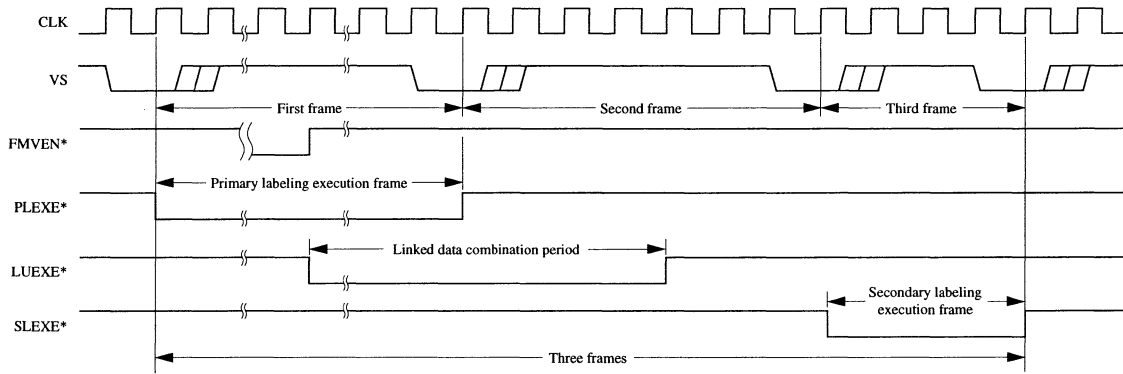 CLK
VS
First frame
Second frame
Third frame
FMVEN*
Primary labeling execution frame
PLEXE*
Linked data combination period
LUEXE*
Secondary labeling
execution frame
SLEXE*
Three frames